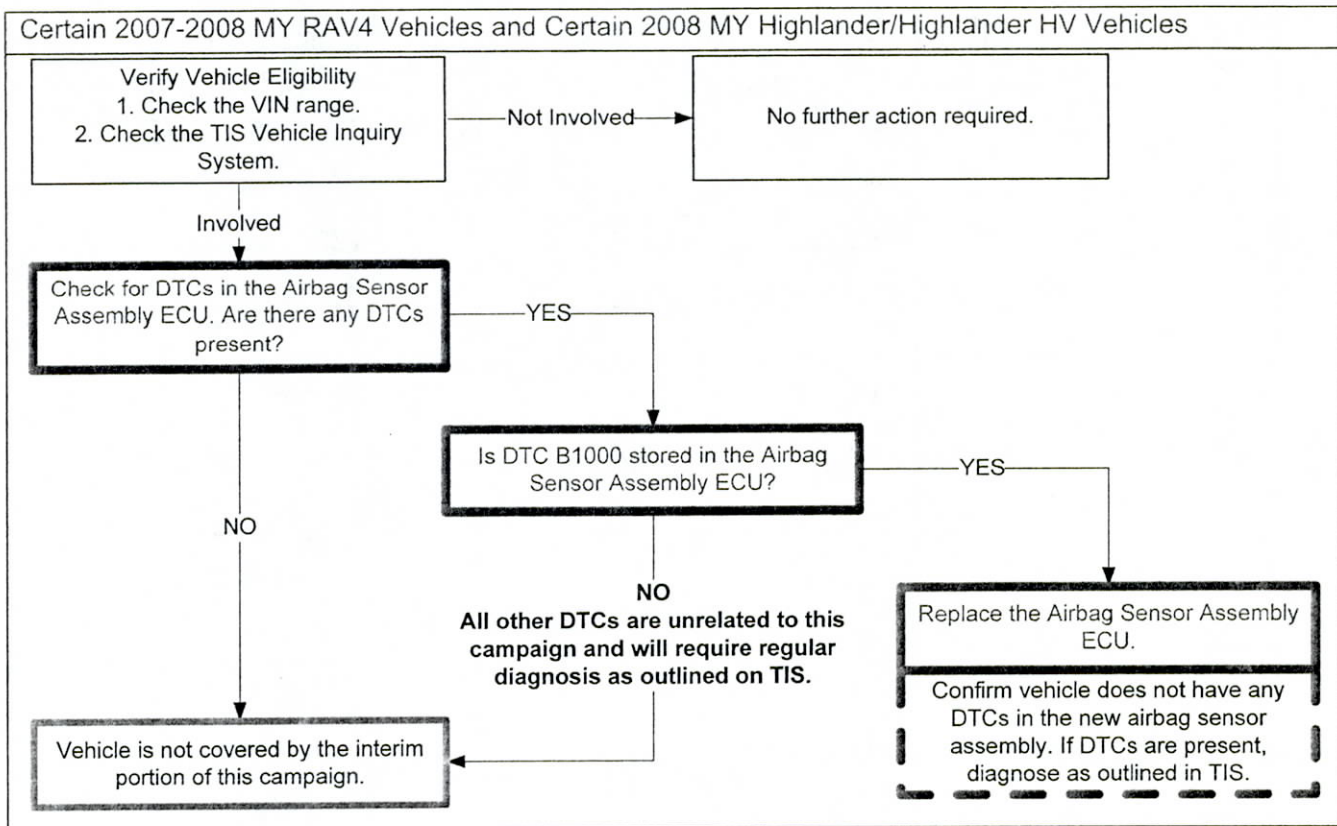 Certain 2007-2008 MY RAV4 Vehicles and Certain 2008 MY Highlander/Highlander HV Vehicles
Verify Vehicle Eligibility
1. Check the VIN range.
2. Check the TIS Vehicle Inquiry
System.
Not Involved
No further action required.
Involved
Check for DTCs in the Airbag Sensor
Assembly ECU. Are there any DTCs
present?
YES
Is DTC B1000 stored in the Airbag
Sensor Assembly ECU?
YES
NO
NO
All other DTCs are unrelated to this
campaign and will require regular
diagnosis as outlined on TIS.
Replace the Airbag Sensor Assembly
ECU.
Confirm vehicle does not have any
DTCs in the new airbag sensor
assembly. If DTCs are present,
diagnose as outlined in TIS.
Vehicle is not covered by the interim
portion of this campaign.